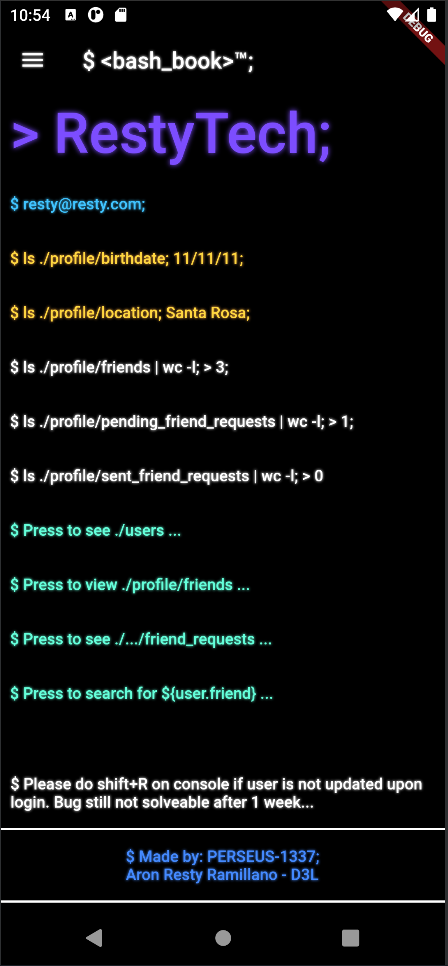 10:54
DEBUG
$ <bash_book>™;
> RestyTech;
$ resty@resty.com;
$ ls ./profile/birthdate; 11/11/11;
$ ls ./profile/location; Santa Rosa;
$ ls ./profile/friends | wc -l; > 3;
$ ls ./profile/pending_friend_requests | wc -l; > 1;
$ ls ./profile/sent_friend_requests | wc -l; > 0
$ Press to see ./users ...
$ Press to view ./profile/friends ...
$ Press to see ./.../friend_requests ...
$ Press to search for ${user.friend} ...
$ Please do shift+R on console if user is not updated upon
login. Bug still not solveable after 1 week...
$ Made by: PERSEUS-1337;
Aron Resty Ramillano - D3L